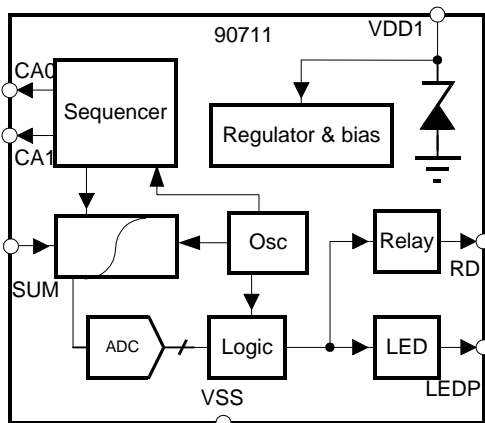 90711
VDD1
CA0
Sequencer
CA1
Regulator & bias
SUM
Osc
Relay
RD
ADC
Logic
LED
VSS
LEDP